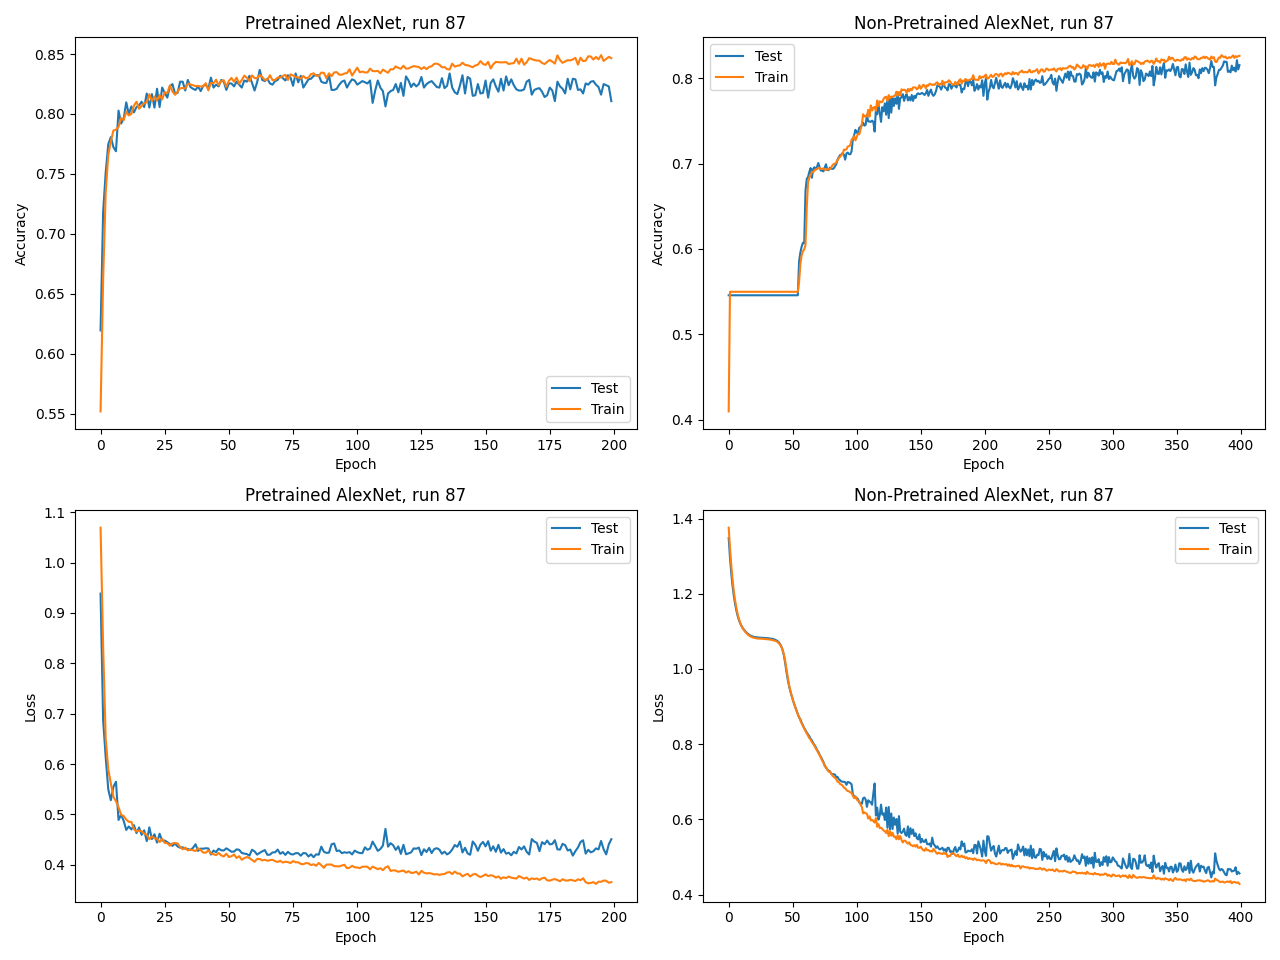 Pretrained AlexNet, run 87
Accuracy
0.85
0.80
0.75
0.70
0.65
0.60
0.55
Test
Train
0 25 50 75 100 125 150 175 200
Epoch
Non-Pretrained AlexNet, run 87
Accuracy
0.8
0.7
0.6
0.5
0.4
Test
Train
0 50 100 150 200 250 300 350 400
Epoch
Pretrained AlexNet, run 87
Loss
1.1
1.0
0.9
0.8
0.7
0.6
0.5
0.4
Test
Train
0 25 50 75 100 125 150 175 200
Epoch
Non-Pretrained AlexNet, run 87
Loss
1.4
1.2
1.0
0.8
0.6
0.4
Test
Train
0 50 100 150 200 250 300 350 400
Epoch